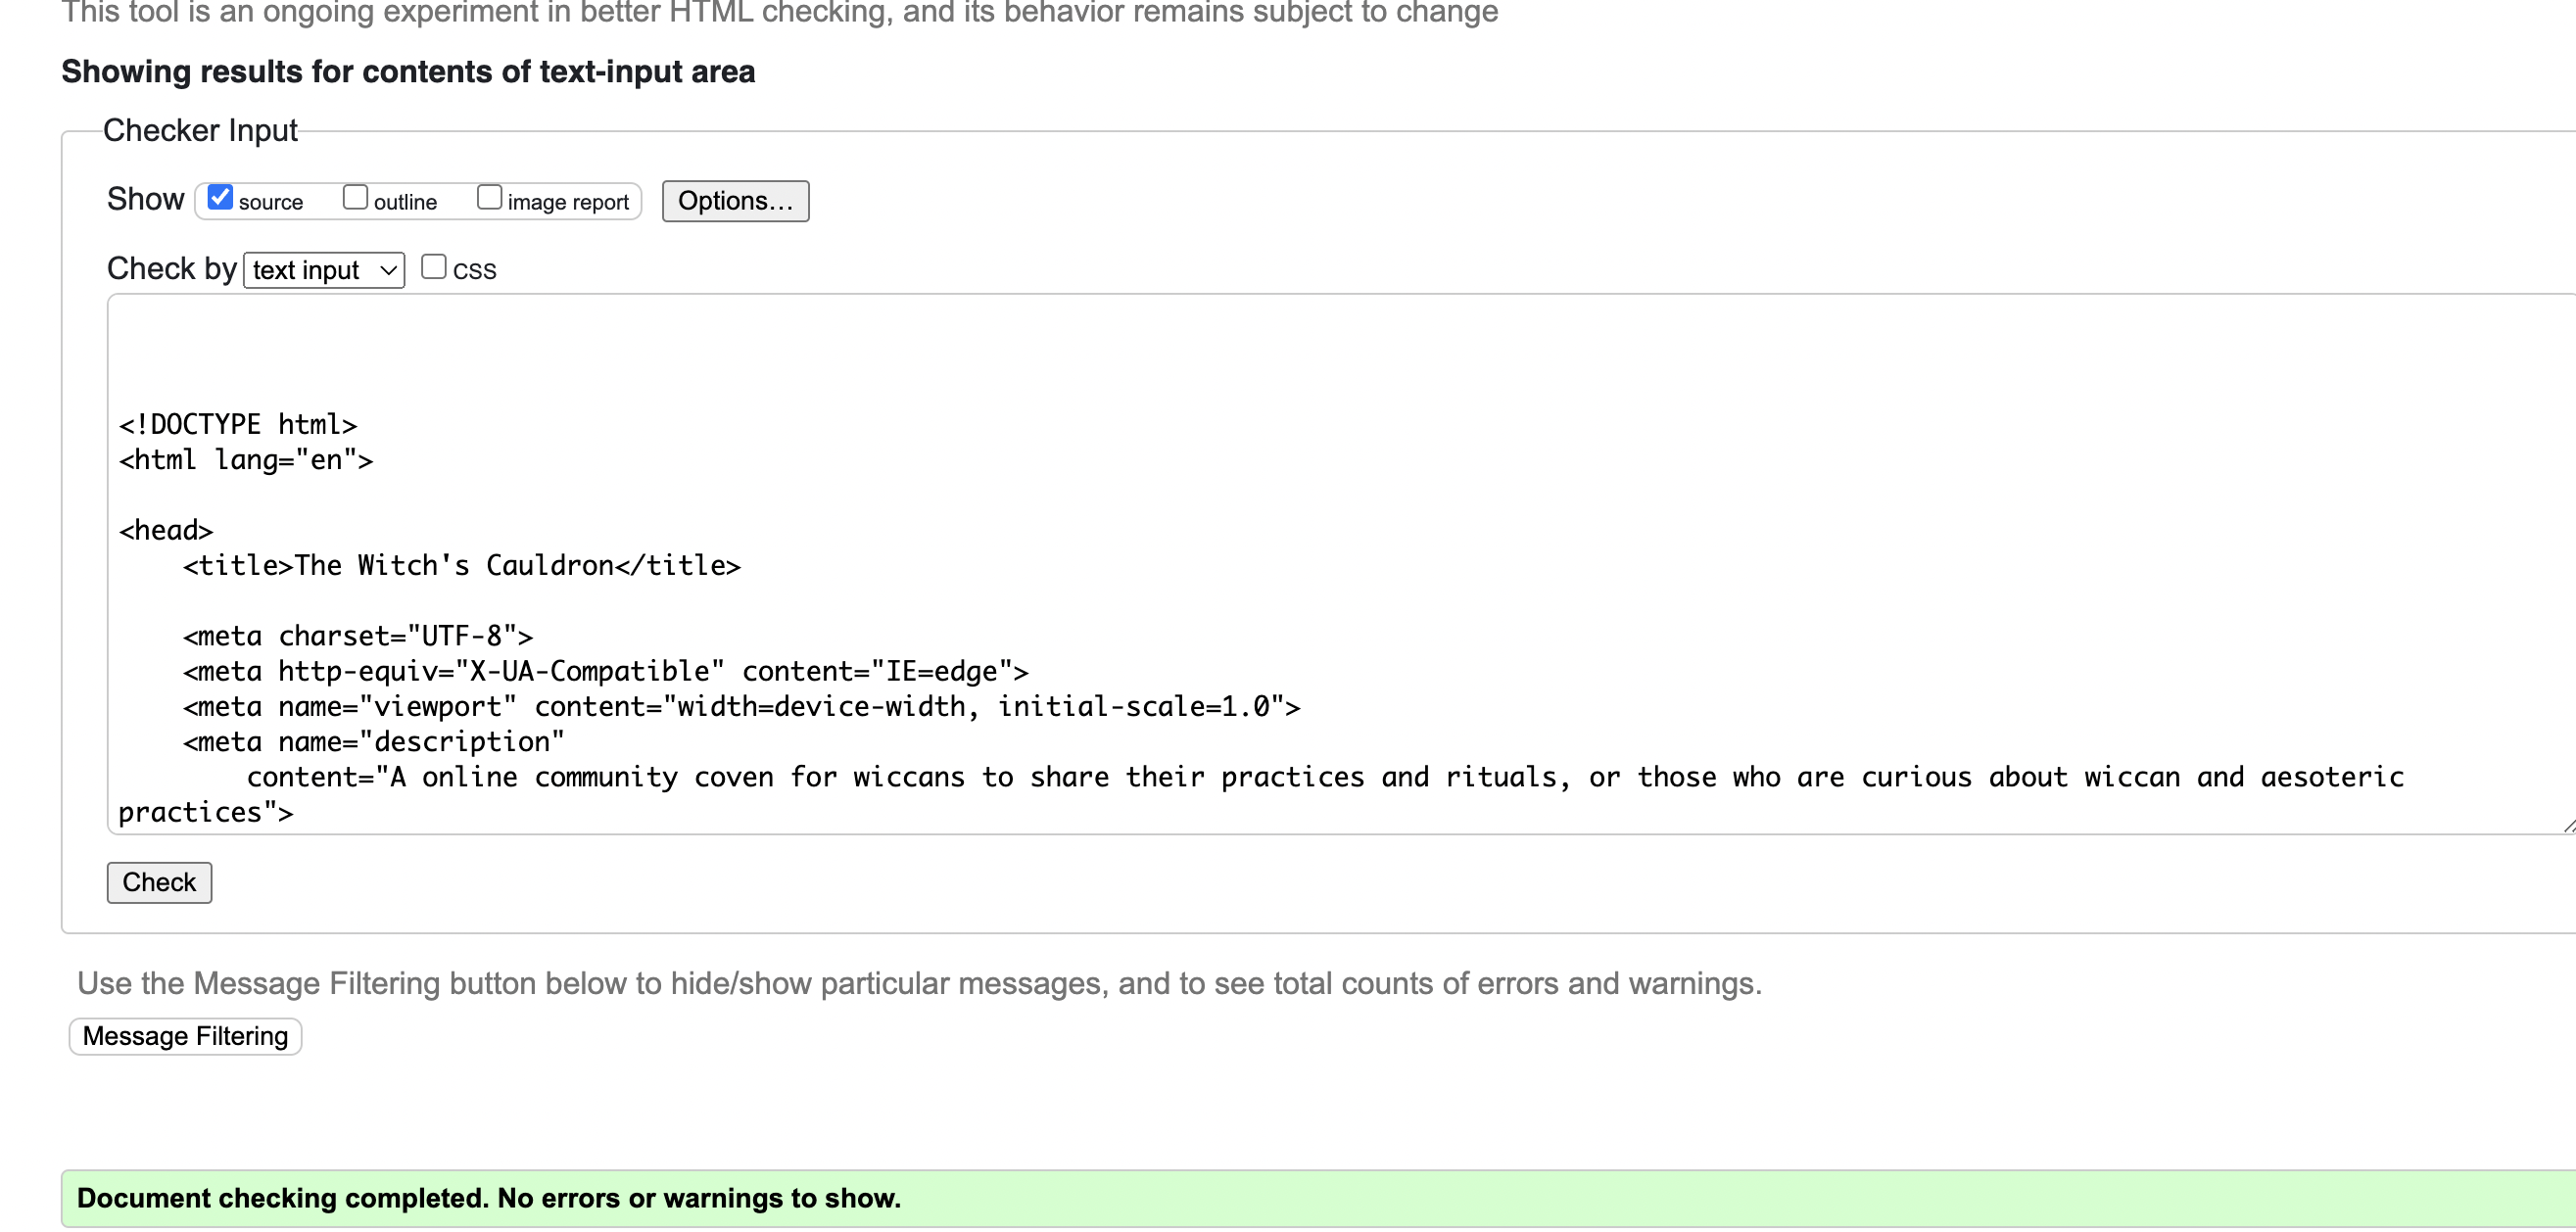 This tool is an ongoing experiment in better HTML checking, and its behavior remains subject to change
Showing results for contents of text-input area
Checker Input
Show source outline image report Options...
Check by text input CSS
<!DOCTYPE html>
<html lang="en">
<head>
<title>The Witch's Cauldron</title>
<meta charset="UTF-8">
<meta http-equiv="X-UA-Compatible" content="IE=edge">
<meta name="viewport" content="width=device-width, initial-scale=1.0">
<meta name="description"
content="A online community coven for wiccans to share their practices and rituals, or those who are curious about wiccan and aesoteric
practices">
Check
Use the Message Filtering button below to hide/show particular messages, and to see total counts of errors and warnings.
Message Filtering
Document checking completed. No errors or warnings to show.